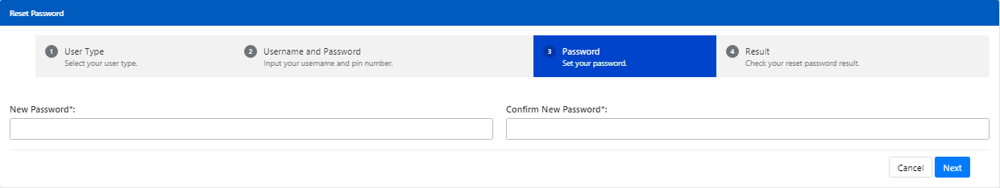 Reset Password
1 User Type
Select your user type.
2 Username and Password
Input your username and pin number.
3 Password
Set your password.
4 Result
Check your reset password result.
New Password*:
Confirm New Password*:
Cancel Next